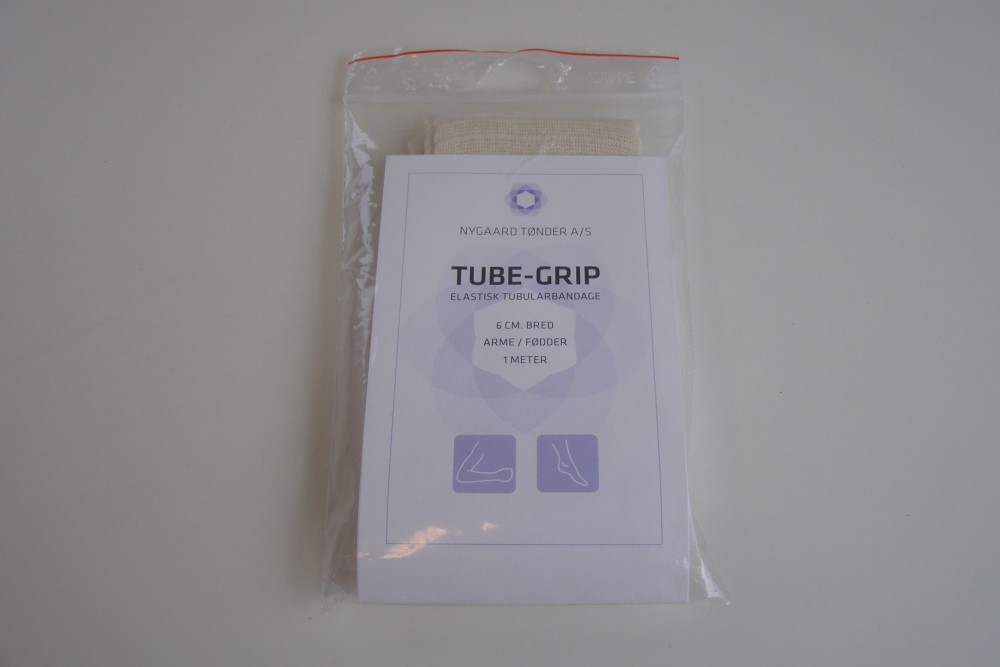 NYGAARD TØNDER A/S
TUBE-GRIP
ELASTISK TUBULARBANDAGE
6 CM. BRED
ARME / FØDDER
1 METER